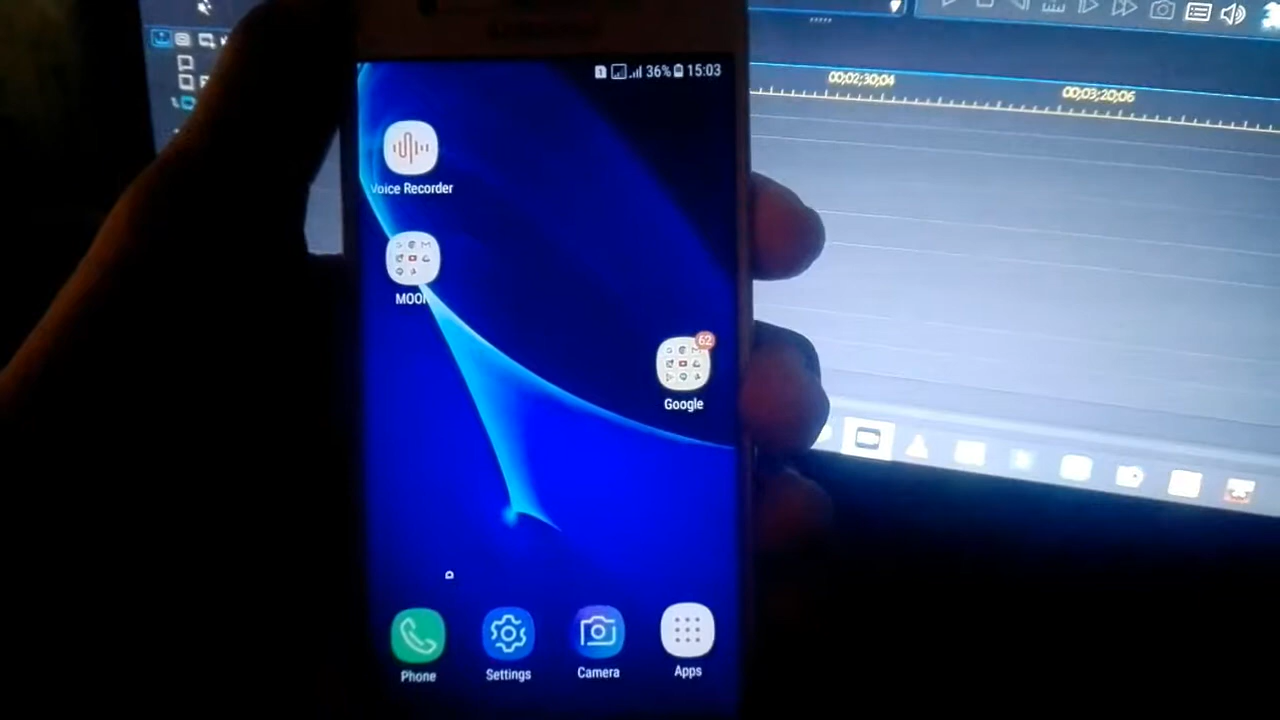 36% 15:03
00;02;30;04
00;03;20;06
Voice Recorder
MOON
62
Google
Phone
Settings
Camera
Apps